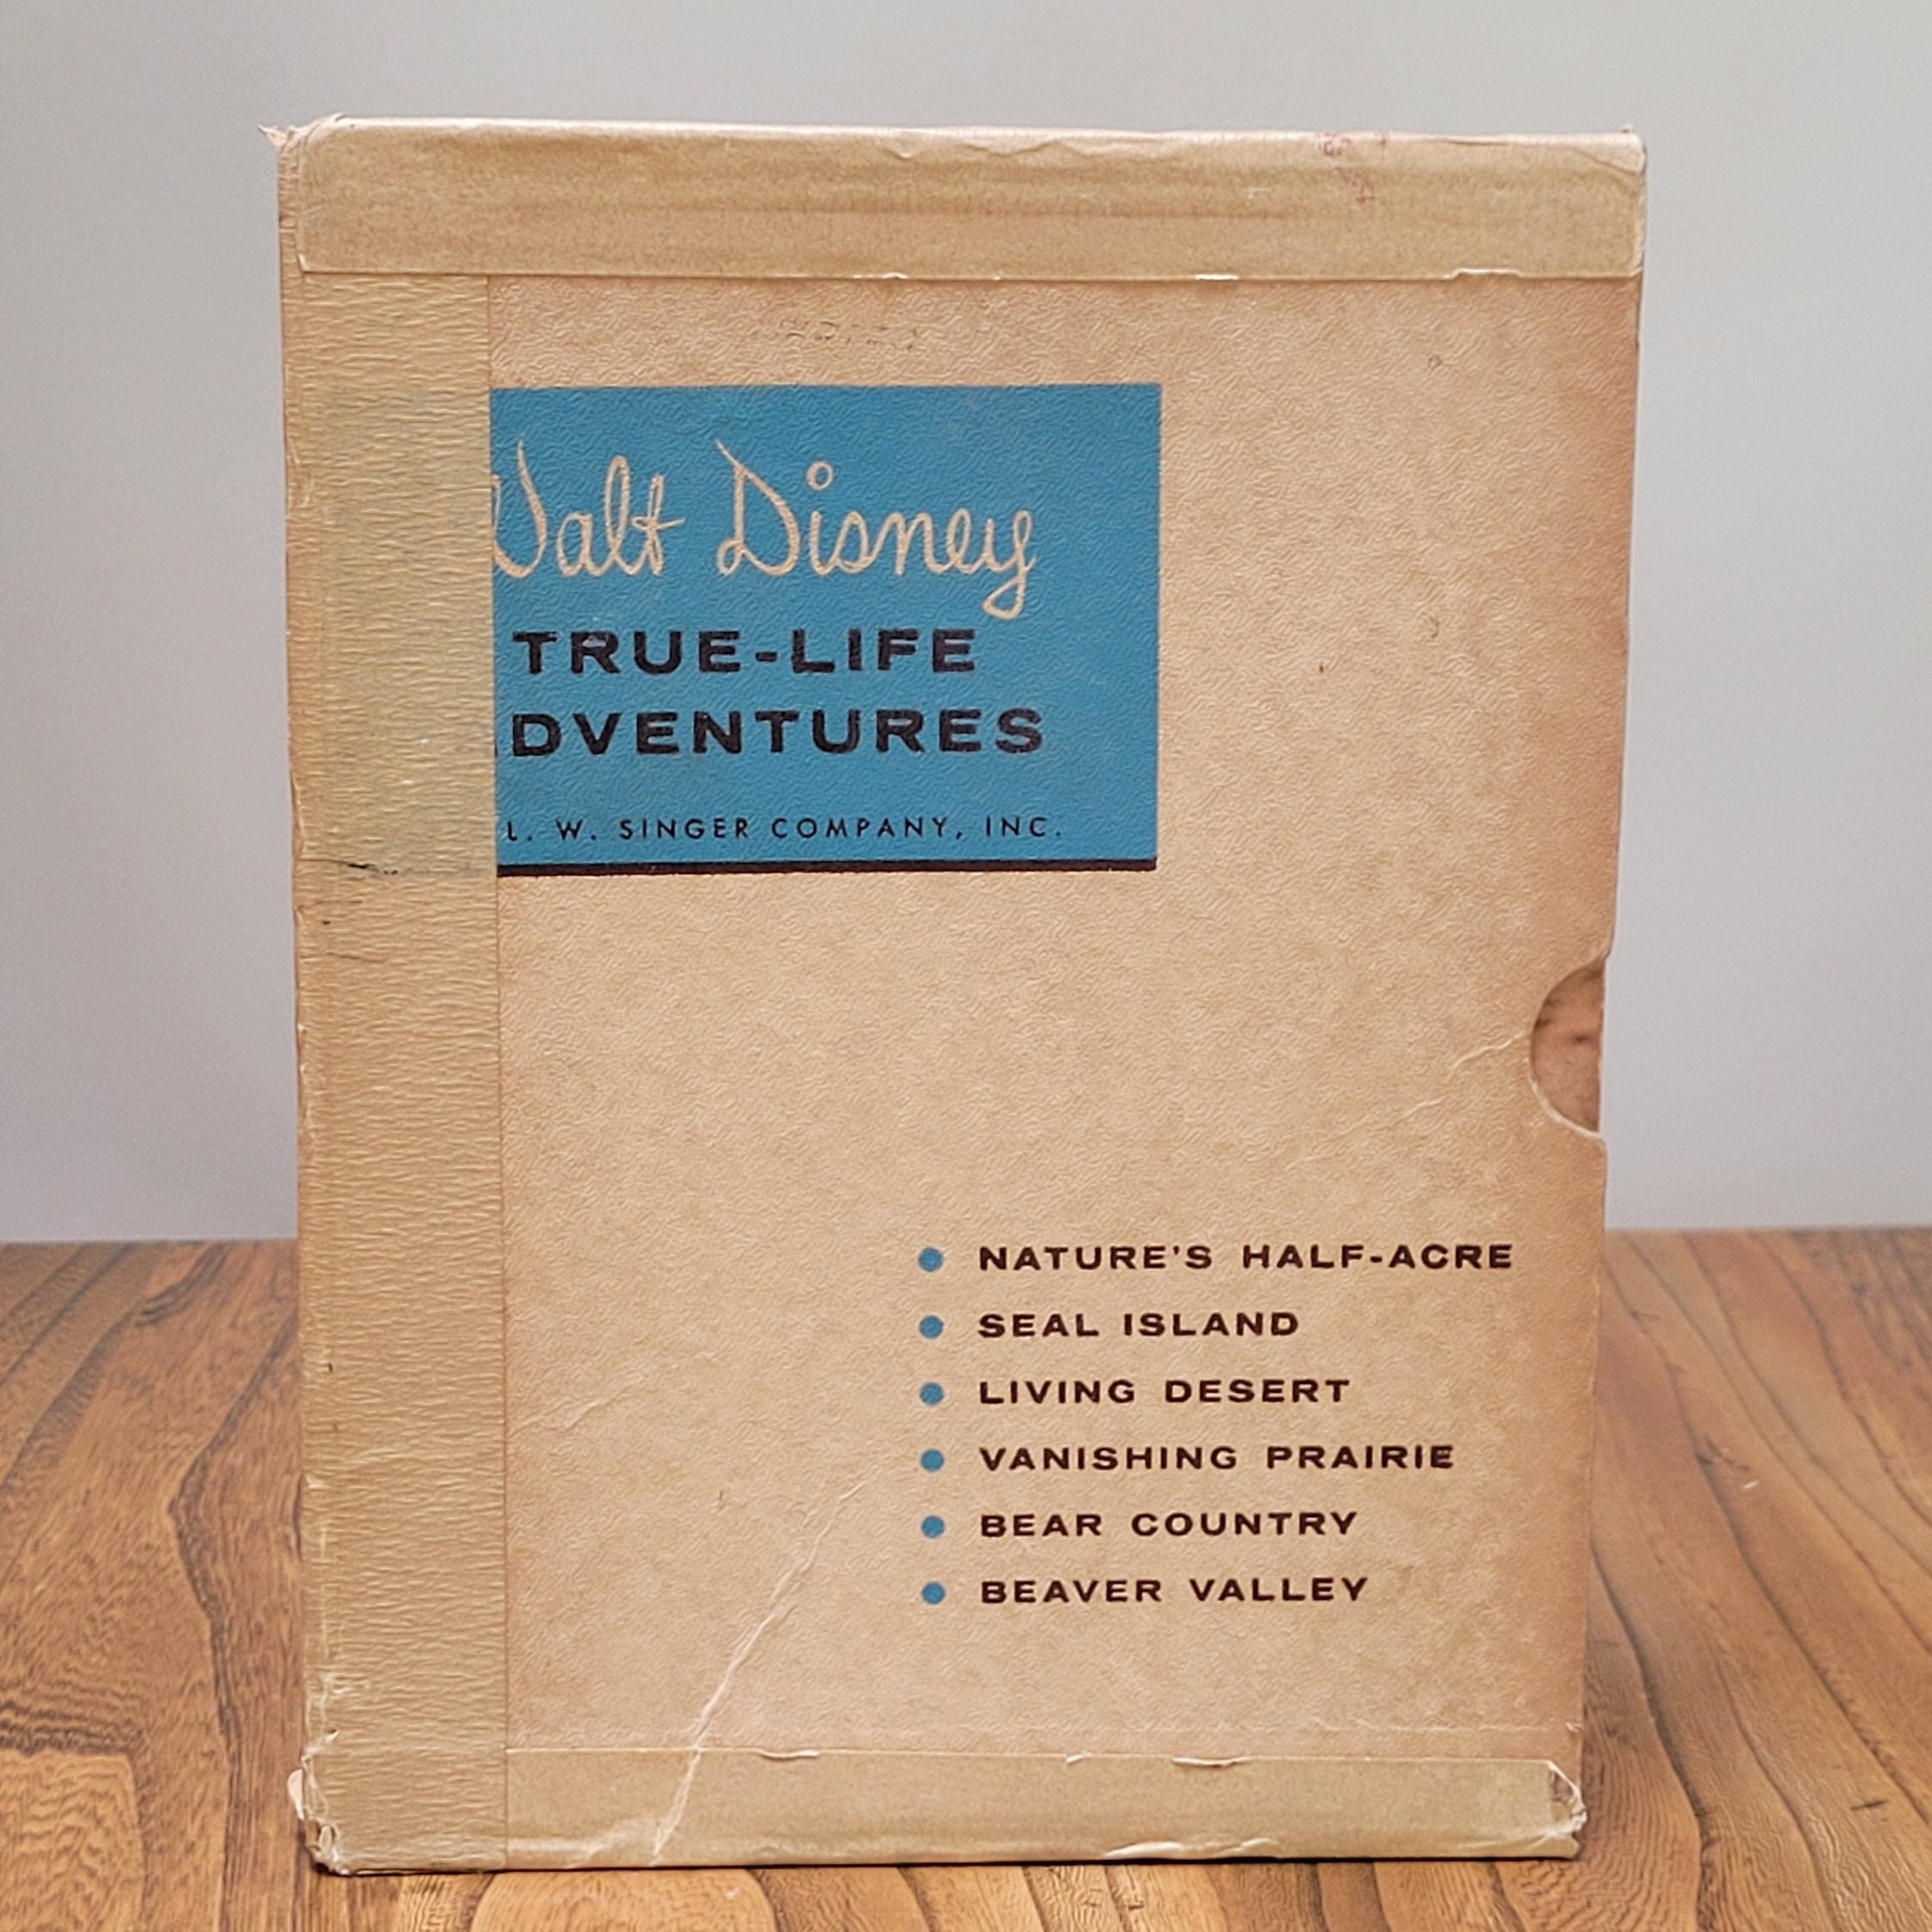 Walt Disney
TRUE-LIFE
DVENTURES
L. W. SINGER COMPANY, INC.
NATURE'S HALF-ACRE
SEAL ISLAND
LIVING DESERT
VANISHING PRAIRIE
BEAR COUNTRY
BEAVER VALLEY